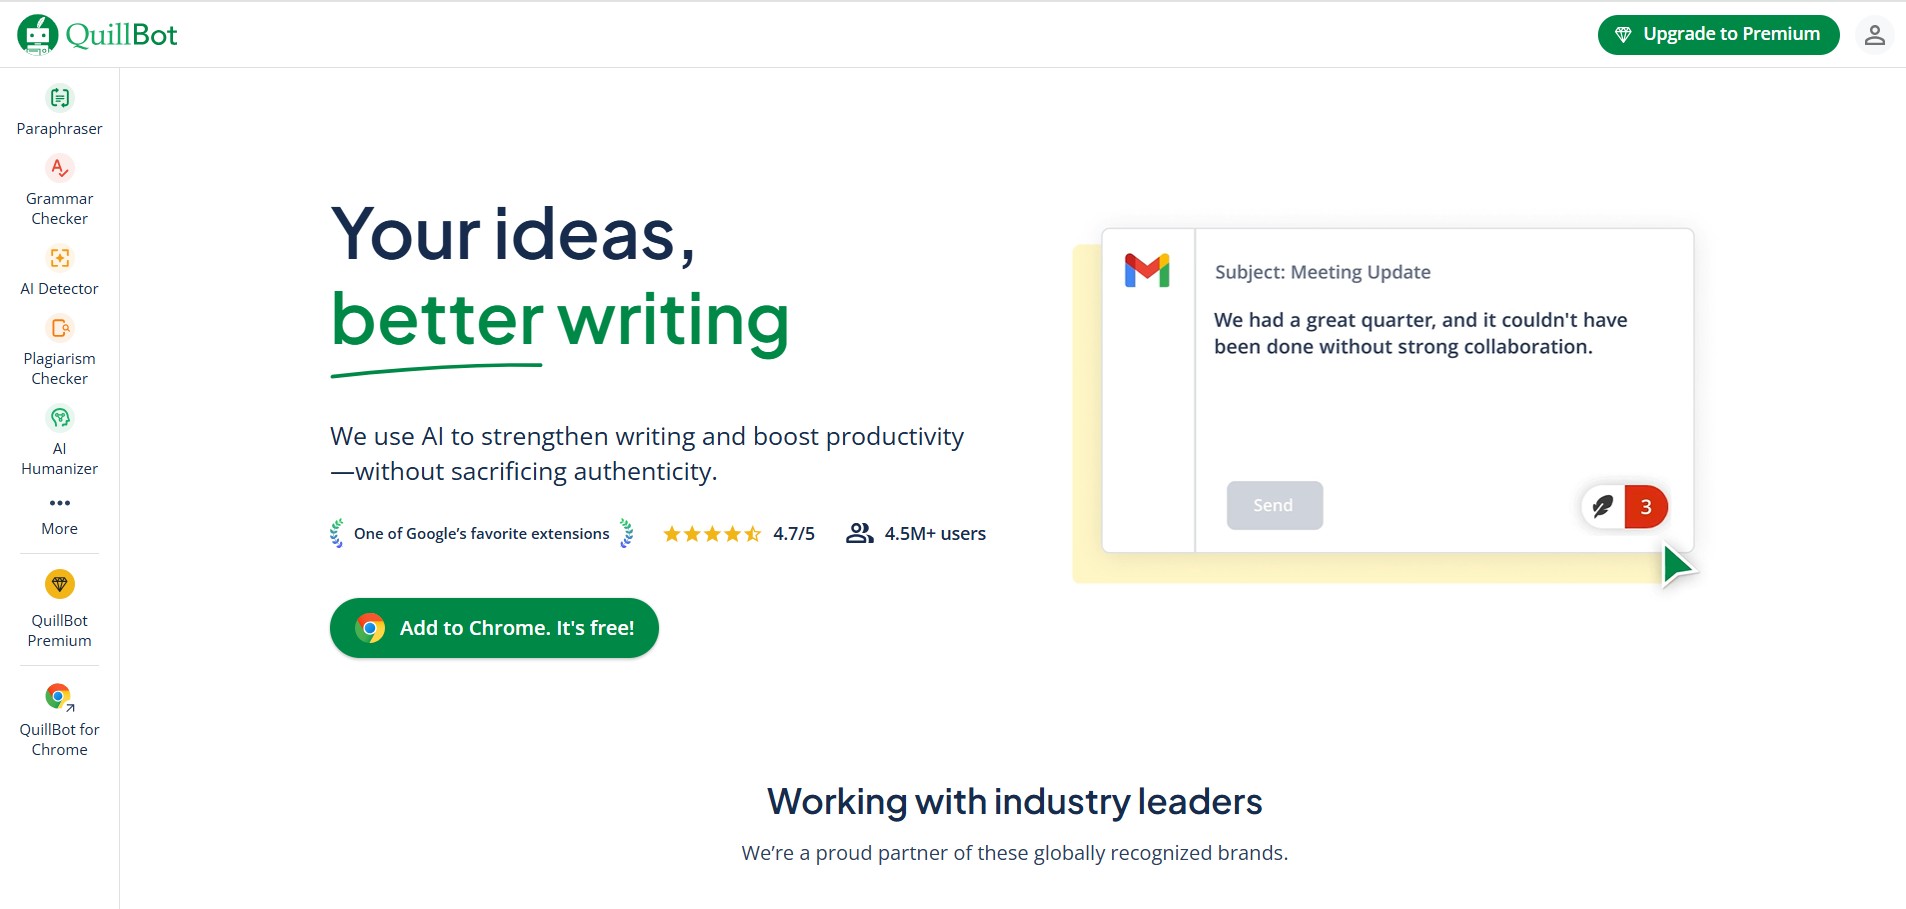 QuillBot
Upgrade to Premium
Paraphraser
Grammar
Checker
AI Detector
Plagiarism
Checker
AI
Humanizer
More
QuillBot
Premium
QuillBot for
Chrome
Your ideas,
better writing
We use AI to strengthen writing and boost productivity
—without sacrificing authenticity.
One of Google's favorite extensions
4.7/5
4.5M+ users
Add to Chrome. It's free!
Subject: Meeting Update
We had a great quarter, and it couldn't have
been done without strong collaboration.
Send
3
Working with industry leaders
We're a proud partner of these globally recognized brands.